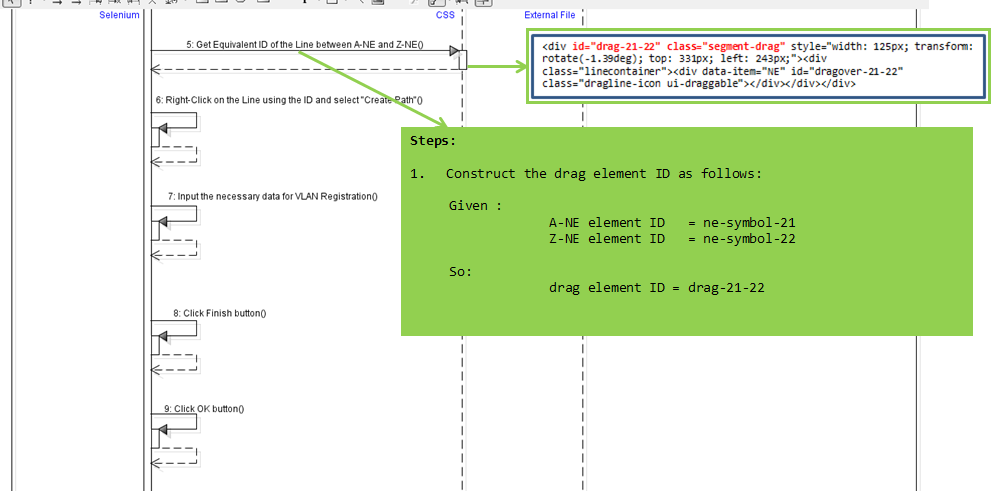 Selenium
CSS
External File
5: Get Equivalent ID of the Line between A-NE and Z-NE()
<div id="drag-21-22" class="segment-drag" style="width: 125px; transform:
rotate(-1.39deg); top: 331px; left: 243px;"><div
class="linecontainer"><div data-item="NE" id="dragover-21-22"
class="dragline-icon ui-draggable"></div></div></div>
6: Right-Click on the Line using the ID and select "Create Path"()
Steps:
1. Construct the drag element ID as follows:
Given :
A-NE element ID = ne-symbol-21
Z-NE element ID = ne-symbol-22
So:
drag element ID = drag-21-22
7: Input the necessary data for VLAN Registration()
8: Click Finish button()
9: Click OK button()